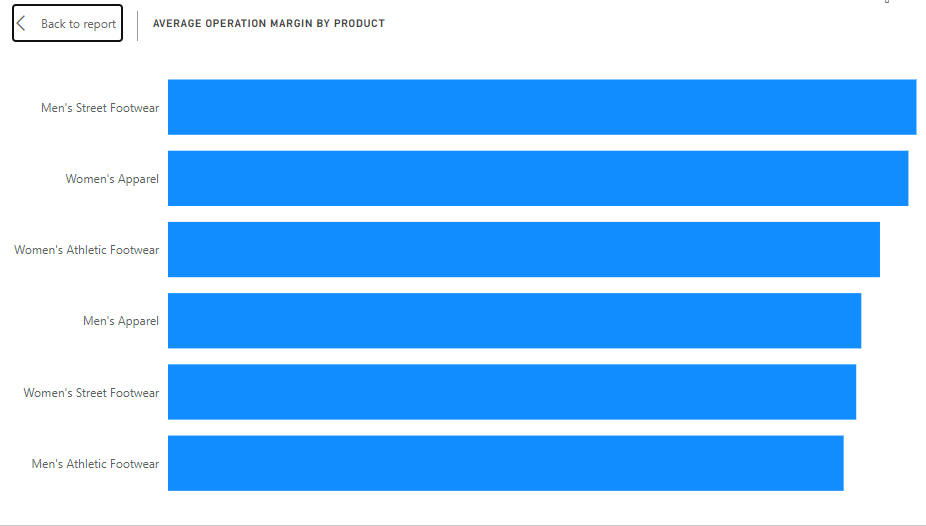 Back to report
AVERAGE OPERATION MARGIN BY PRODUCT
Men's Street Footwear
Women's Apparel
Women's Athletic Footwear
Men's Apparel
Women's Street Footwear
Men's Athletic Footwear